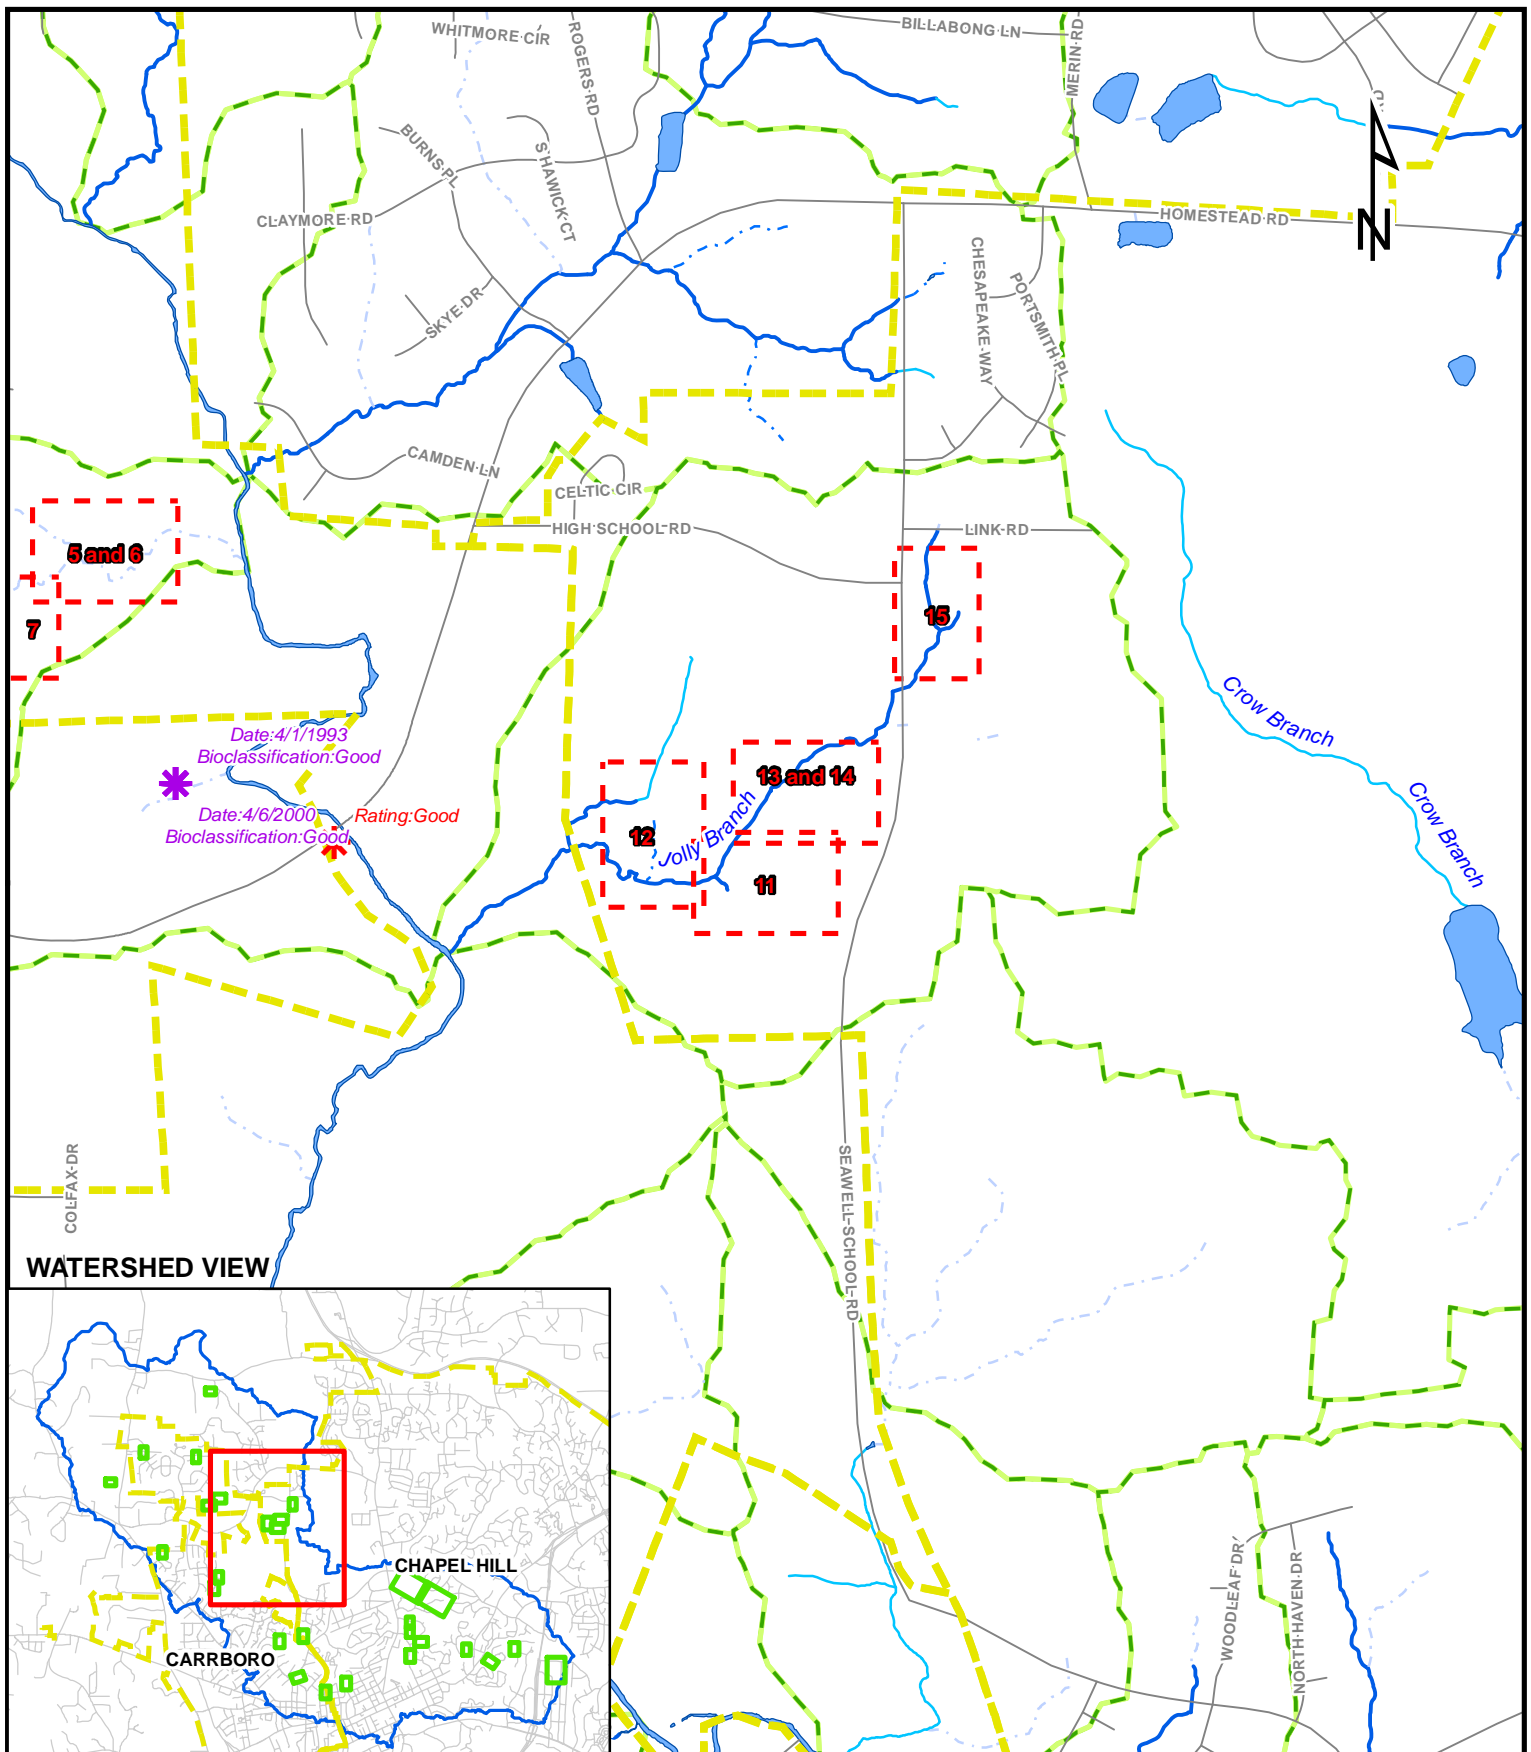 WHITMORE CIR
ROGERS RD
BILLABONG LN
MERIN RD
BURNS PL
SHAWICK CT
CLAYMORE RD
HOMESTEAD RD
N
SKYE DR
CHESAPEAKE WAY
PORTSMITH PL
CAMDEN LN
CELTIC CIR
HIGH SCHOOL RD
LINK RD
5 and 6
7
15
Crow Branch
Date:4/1/1993
Bioclassification:Good
13 and 14
Date:4/6/2000
Bioclassification:Good
Rating:Good
12
Jolly Branch
Crow Branch
11
COLFAX DR
SEAWELL SCHOOL RD
WATERSHED VIEW
CHAPEL HILL
CARRBORO
WOODLEAF DR
NORTH HAVEN DR